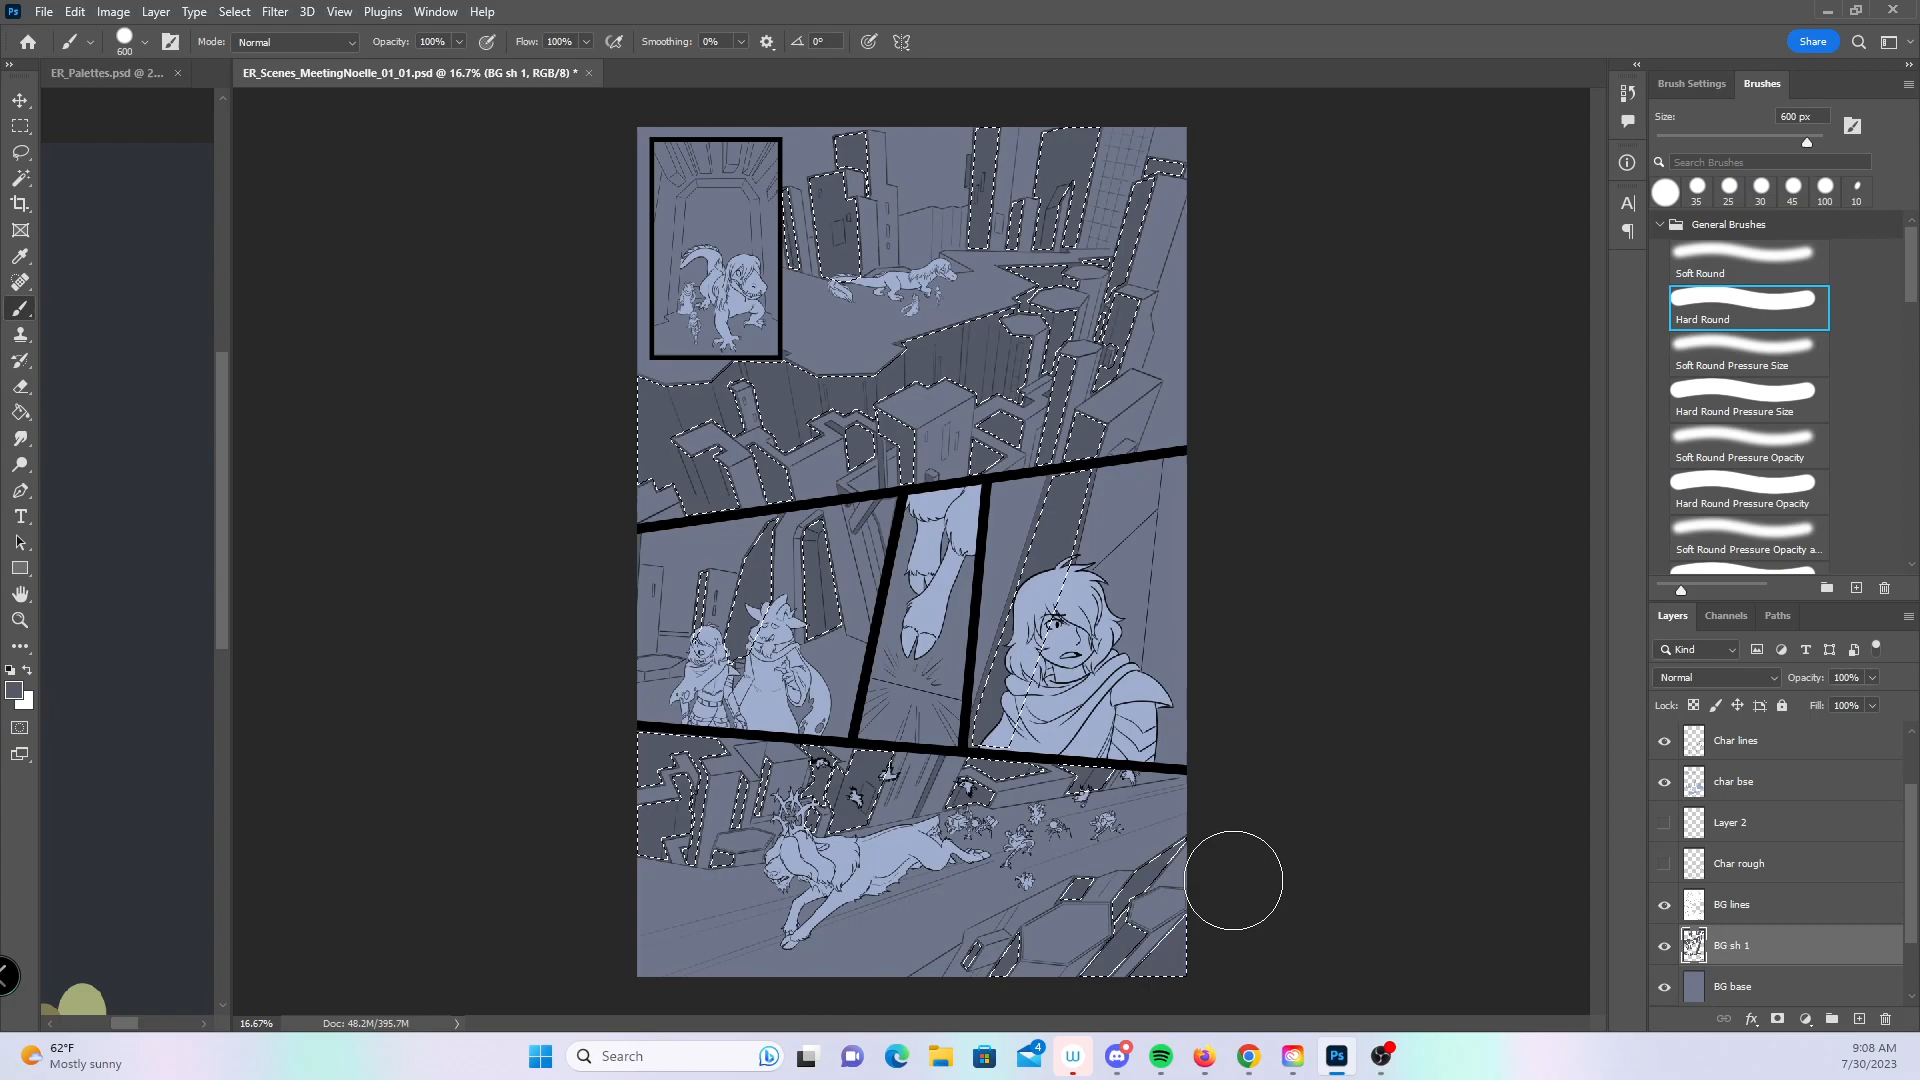 Ps File Edit Image Layer Type Select Filter 3D View Plugins Window Help
600 Mode: Normal Opacity: 100% Flow: 100% Smoothing: 0% 0° Share
ER_Palettes.psd @ 2... ER_Scenes_MeetingNoelle_01_01.psd @ 16.7% (BG sh 1, RGB/8) *
Brush Settings Brushes
Size: 600 px
Search Brushes
35 25 30 45 100 10
General Brushes
Soft Round
Hard Round
Soft Round Pressure Size
Hard Round Pressure Size
Soft Round Pressure Opacity
Hard Round Pressure Opacity
Soft Round Pressure Opacity a...
Layers Channels Paths
Kind
Normal Opacity: 100%
Lock: Fill: 100%
Char lines
char bse
Layer 2
Char rough
BG lines
BG sh 1
BG base
16.67% Doc: 48.2M/395.7M
62°F
Mostly sunny
Search
4
Ps
9:08 AM
7/30/2023